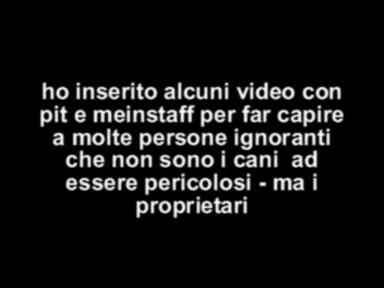 ho inserito alcuni video con
pit e meinstaff per far capire
a molte persone ignoranti
che non sono i cani ad
essere pericolosi - ma i
proprietari